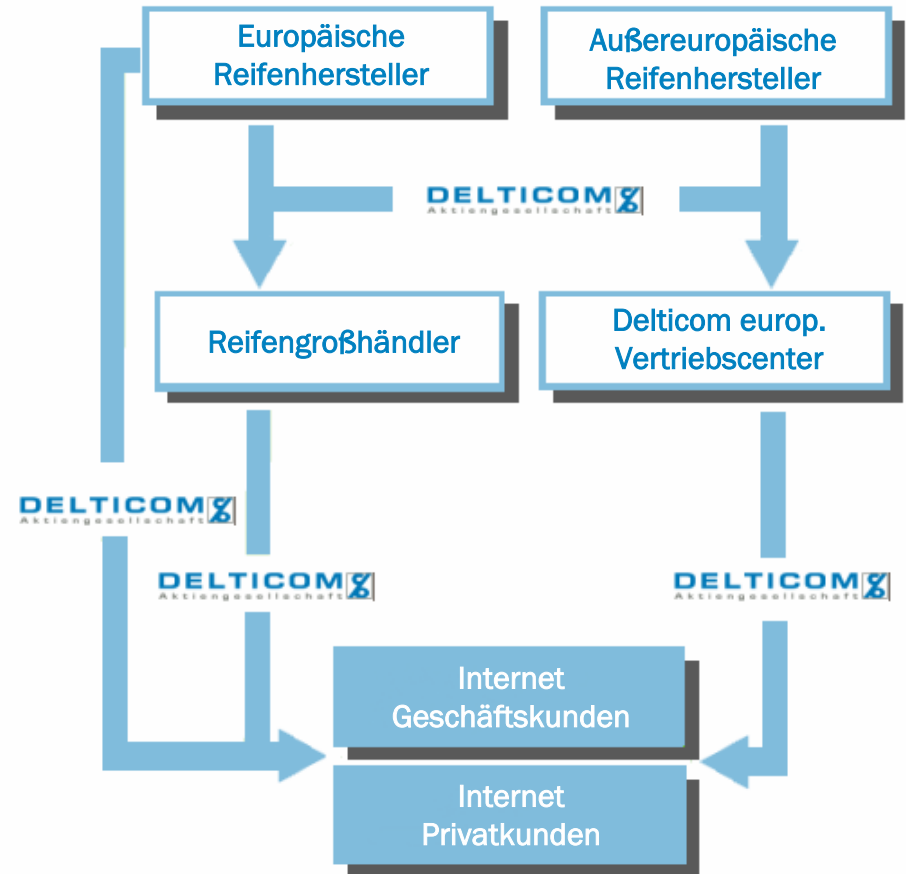 Europäische
Reifenhersteller
Außereuropäische
Reifenhersteller
DELTICOM
Aktiengesellschaft
Reifengroßhändler
Delticom europ.
Vertriebscenter
DELTICOM
Aktiengesellschaft
DELTICOM
Aktiengesellschaft
DELTICOM
Aktiengesellschaft
Internet
Geschäftskunden
Internet
Privatkunden